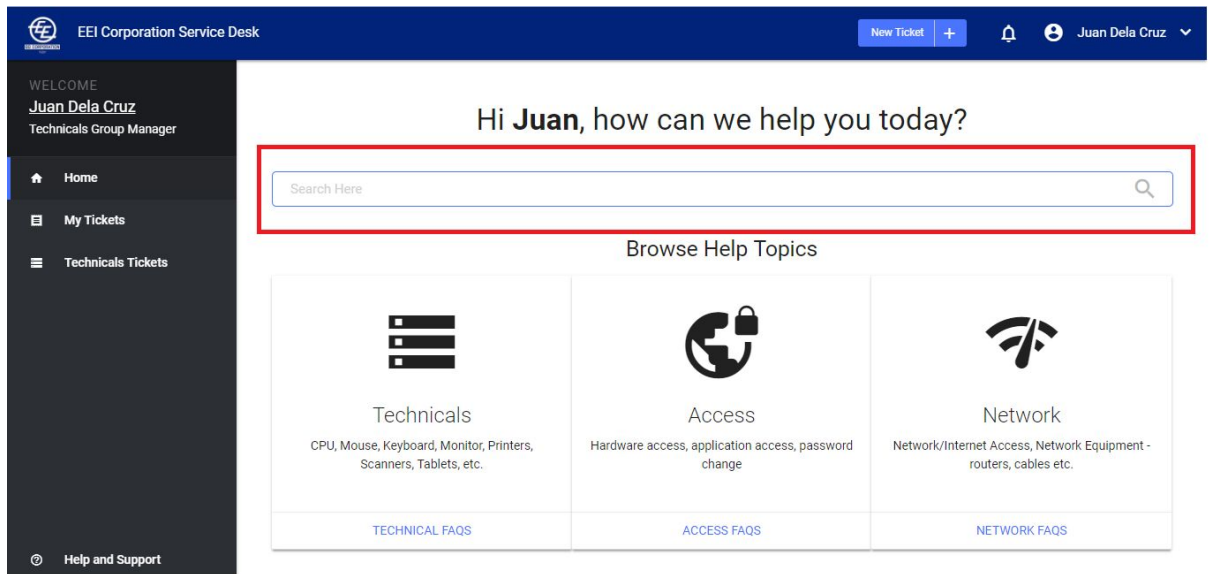 EEI Corporation Service Desk
New Ticket +
Juan Dela Cruz
WELCOME
Juan Dela Cruz
Technicals Group Manager
Home
My Tickets
Technicals Tickets
Help and Support
Hi Juan, how can we help you today?
Search Here
Browse Help Topics
Technicals
CPU, Mouse, Keyboard, Monitor, Printers,
Scanners, Tablets, etc.
TECHNICAL FAQS
Access
Hardware access, application access, password
change
ACCESS FAQS
Network
Network/Internet Access, Network Equipment -
routers, cables etc.
NETWORK FAQS